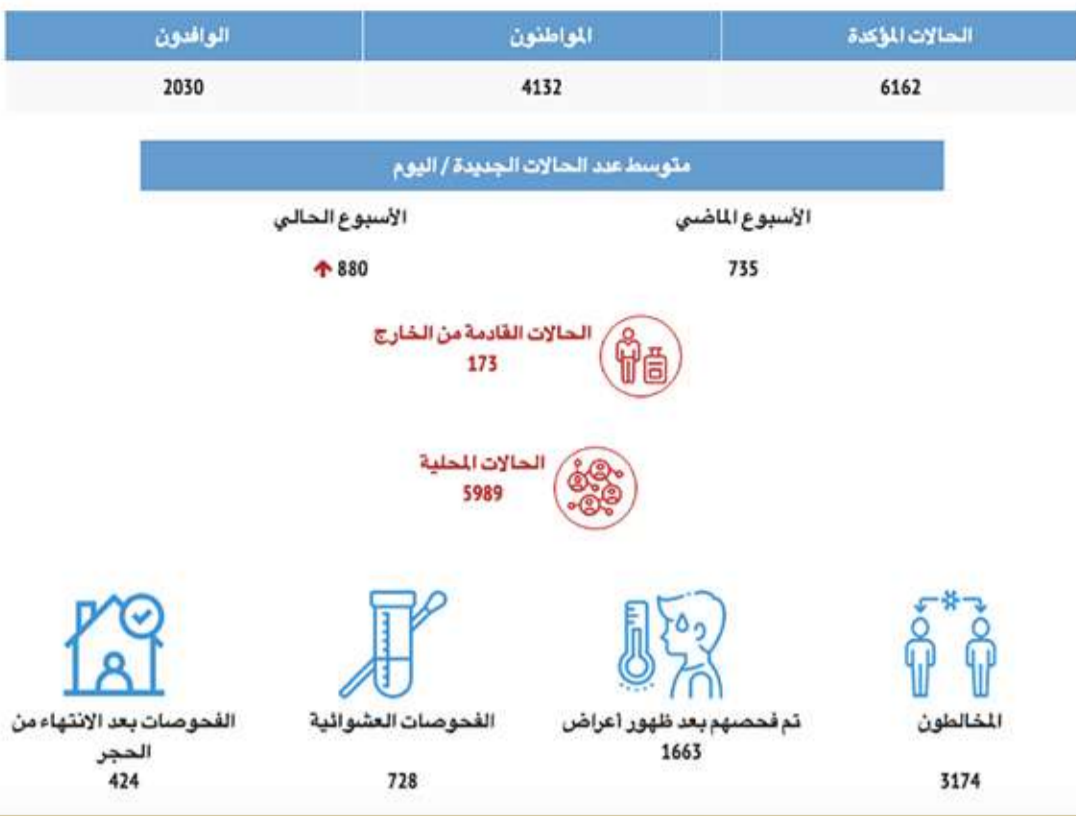 الحالات المؤكدة المواطنون الوافدون
6162 4132 2030
متوسط عدد الحالات الجديدة / اليوم
الأسبوع الماضي الأسبوع الحالي
735 880
الحالات القادمة من الخارج
173
الحالات المحلية
5989
المخالطون
3174
تم فحصهم بعد ظهور أعراض
1663
الفحوصات العشوائية
728
الفحوصات بعد الانتهاء من
الحجر
424